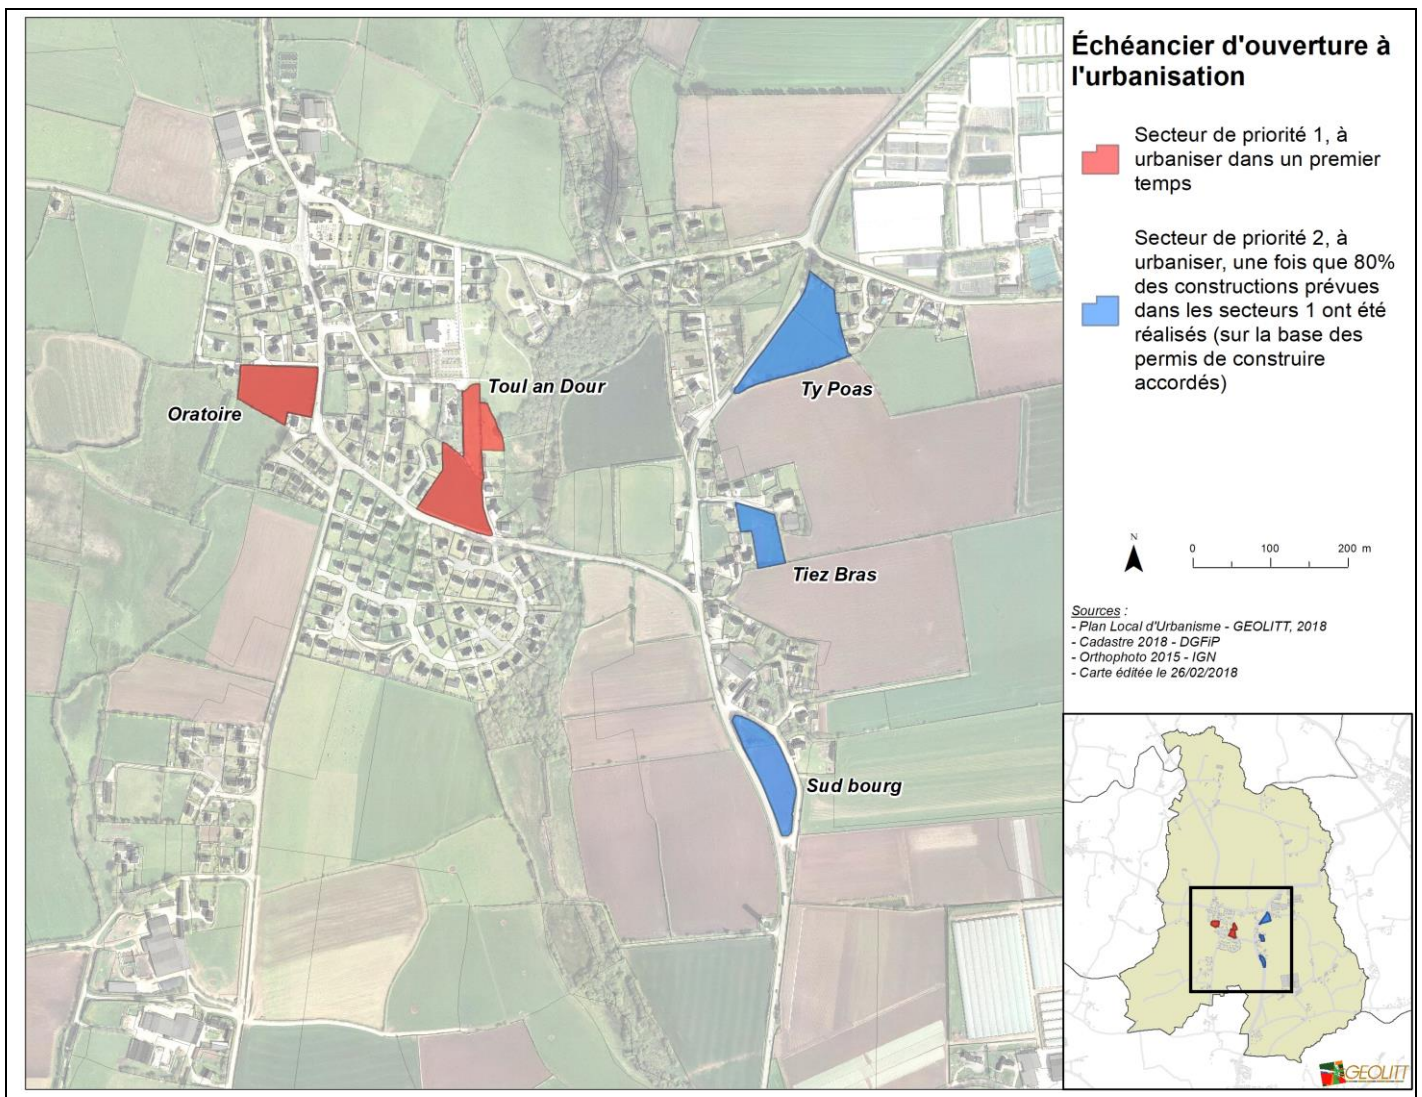 Échéancier d'ouverture à
l'urbanisation
Secteur de priorité 1, à
urbaniser dans un premier
temps
Secteur de priorité 2, à
urbaniser, une fois que 80%
des constructions prévues
dans les secteurs 1 ont été
réalisés (sur la base des
permis de construire
accordés)
Toul an Dour
Oratoire
Ty Poas
Tiez Bras
Sud bourg
N
0 100 200 m
Sources :
- Plan Local d'Urbanisme - GEOLITT, 2018
- Cadastre 2018 - DGFiP
- Orthophoto 2015 - IGN
- Carte éditée le 26/02/2018
GEOLITT